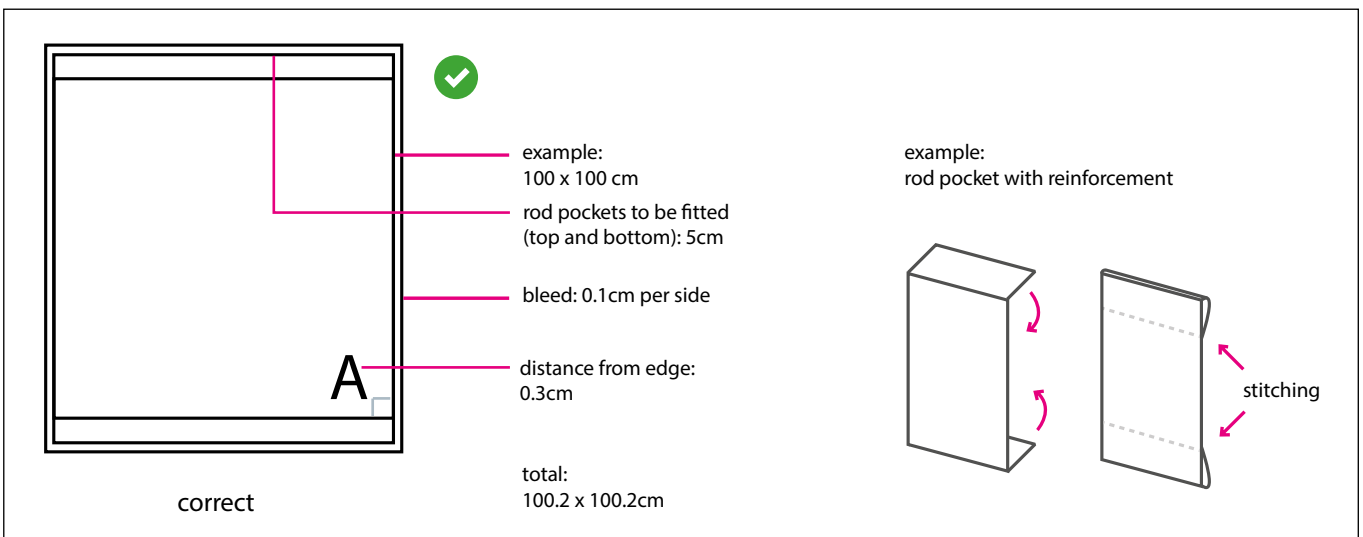 A
correct
example:
100 x 100 cm
rod pockets to be fitted
(top and bottom): 5cm
bleed: 0.1cm per side
distance from edge:
0.3cm
total:
100.2 x 100.2cm
example:
rod pocket with reinforcement
stitching